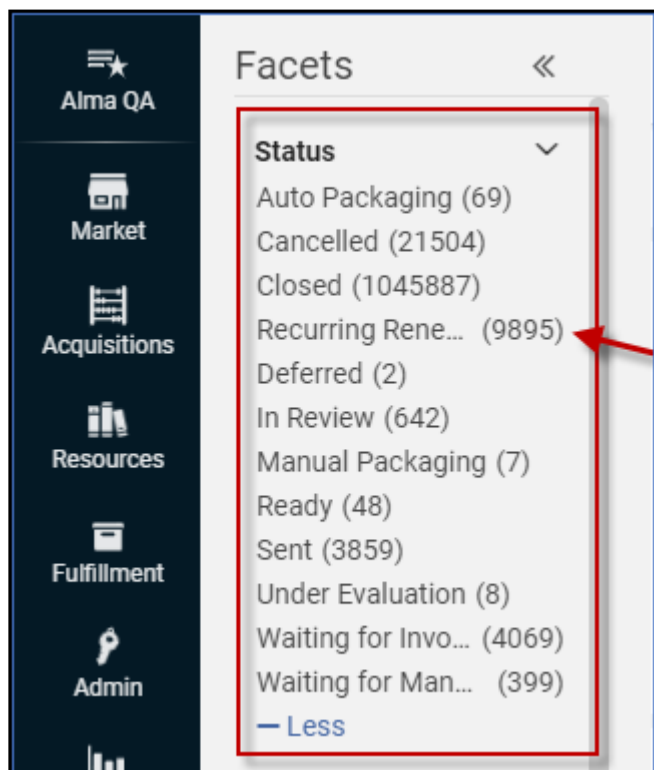 Alma QA
Market
Acquisitions
Resources
Fulfillment
Admin
Facets
Status
Auto Packaging (69)
Cancelled (21504)
Closed (1045887)
Recurring Rene... (9895)
Deferred (2)
In Review (642)
Manual Packaging (7)
Ready (48)
Sent (3859)
Under Evaluation (8)
Waiting for Invo... (4069)
Waiting for Man... (399)
Less